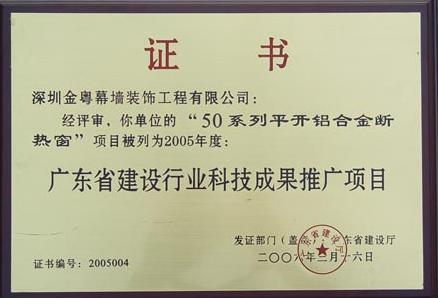 证书
深圳金粤幕墙装饰工程有限公司:
经评审，你单位的“50系列平开铝合金断
热窗”项目被列为2005年度:
广东省建设行业科技成果推广项目
发证部门(盖 东省建设厅
证书编号: 2005004 二〇〇六年 月十六日